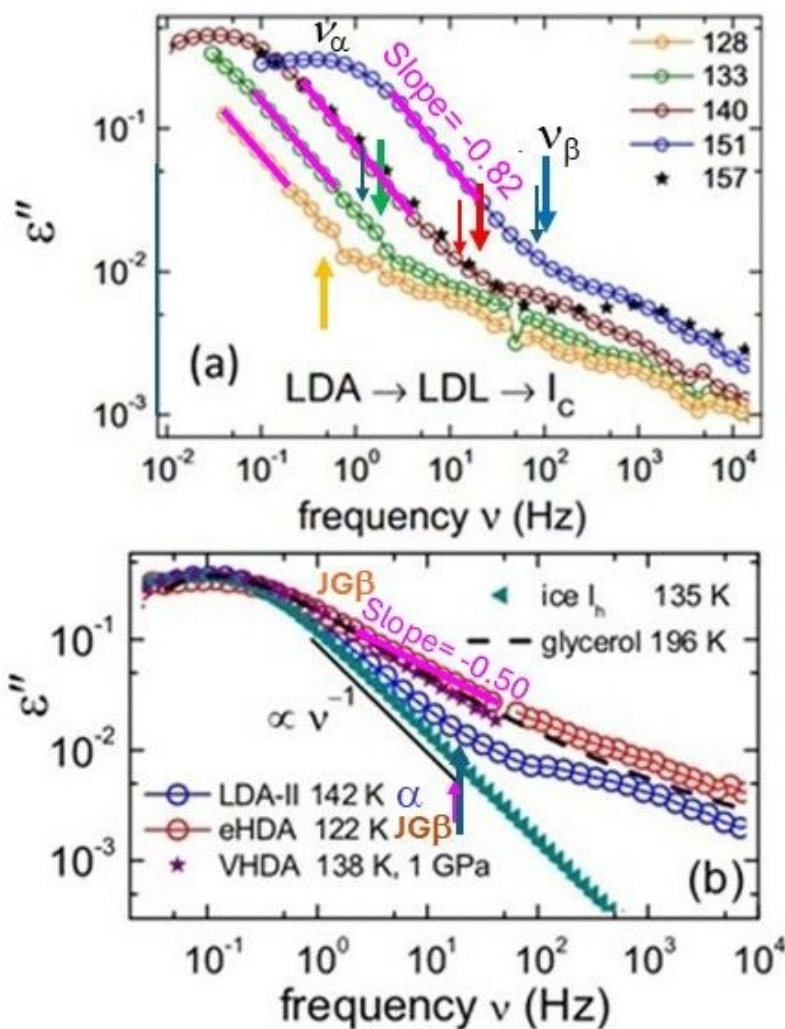 ν_α
Slope= -0.82
ν_β
128
133
140
151
157
10^-1
10^-2
10^-3
ε''
(a)
LDA → LDL → I_C
10^-2 10^-1 10^0 10^1 10^2 10^3 10^4
frequency ν (Hz)
JGβ
Slope= -0.50
ice I_h 135 K
glycerol 196 K
10^-1
10^-2
10^-3
ε''
∝ ν^-1
LDA-II 142 K α
eHDA 122 K JGβ
VHDA 138 K, 1 GPa
(b)
10^-1 10^0 10^1 10^2 10^3 10^4
frequency ν (Hz)